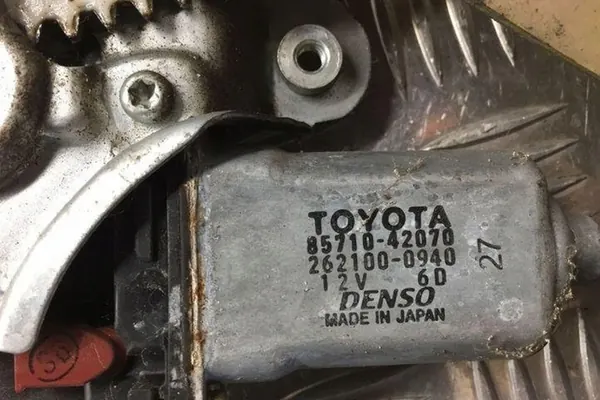 TOYOTA
85710-42070
262100-0940
12V 6D
DENSO
MADE IN JAPAN
27